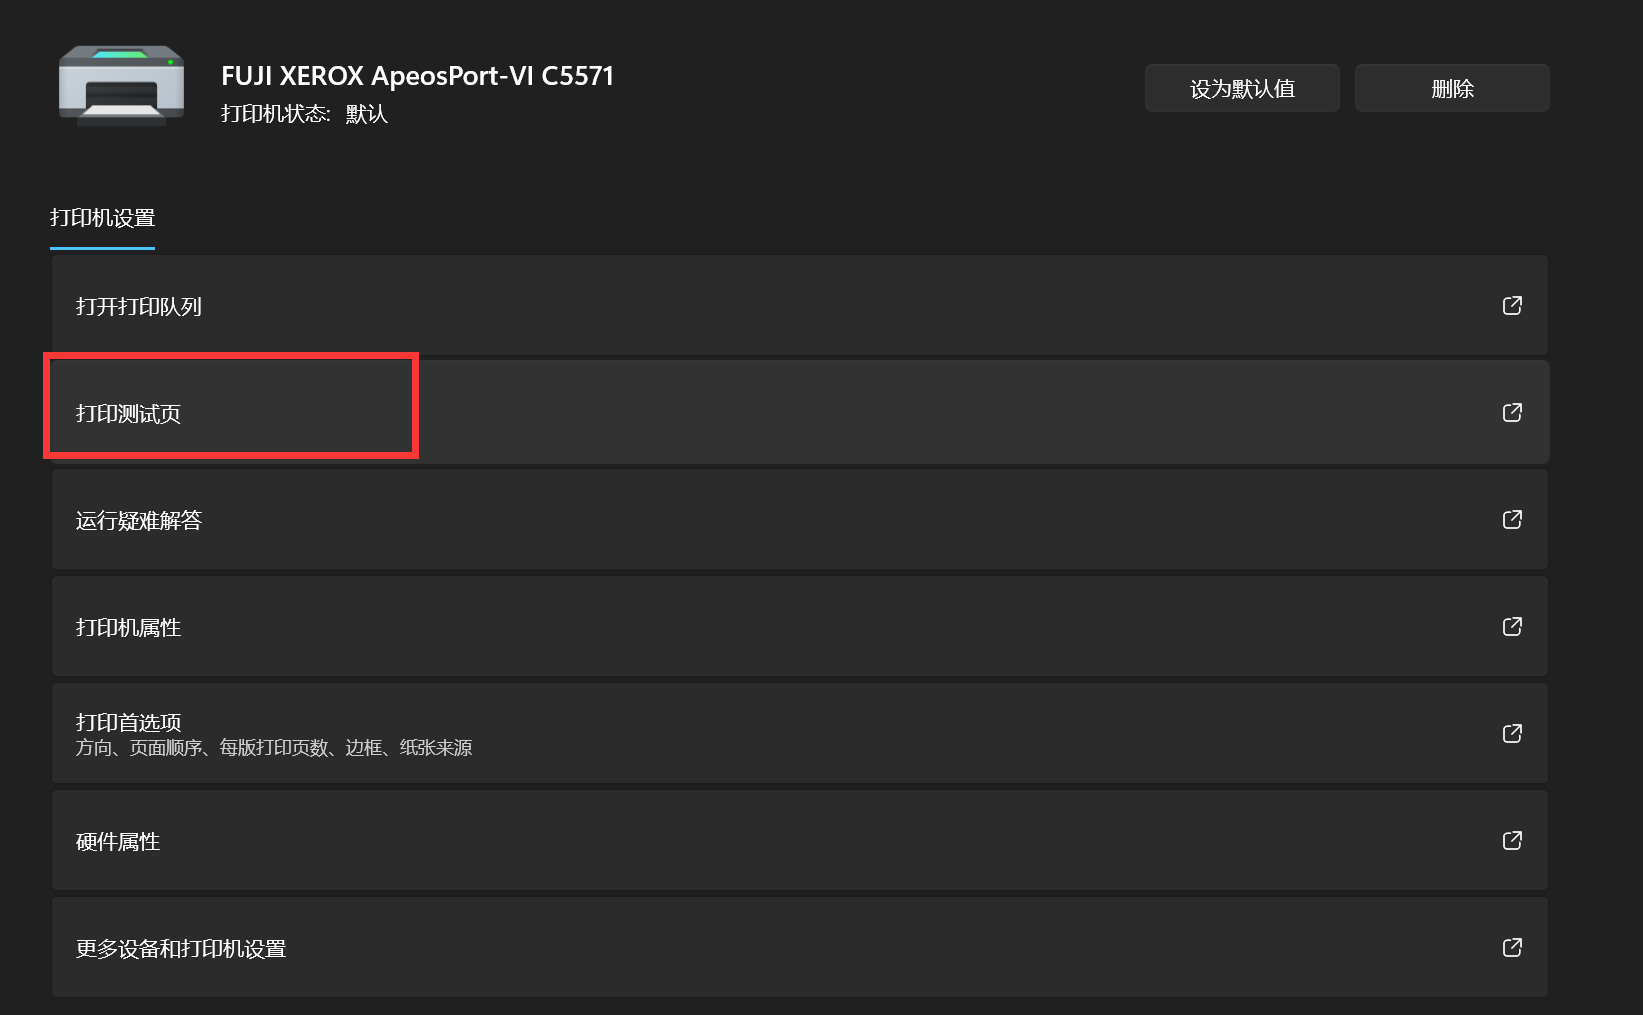 FUJI XEROX ApeosPort-VI C5571
打印机状态: 默认
设为默认值
删除
打印机设置
打开打印队列
打印测试页
运行疑难解答
打印机属性
打印首选项
方向、页面顺序、每版打印页数、边框、纸张来源
硬件属性
更多设备和打印机设置